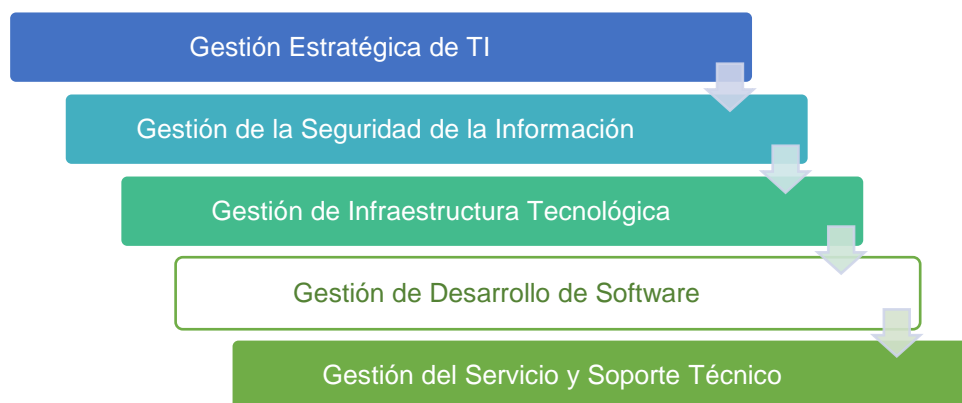 Gestión Estratégica de TI
Gestión de la Seguridad de la Información
Gestión de Infraestructura Tecnológica
Gestión de Desarrollo de Software
Gestión del Servicio y Soporte Técnico